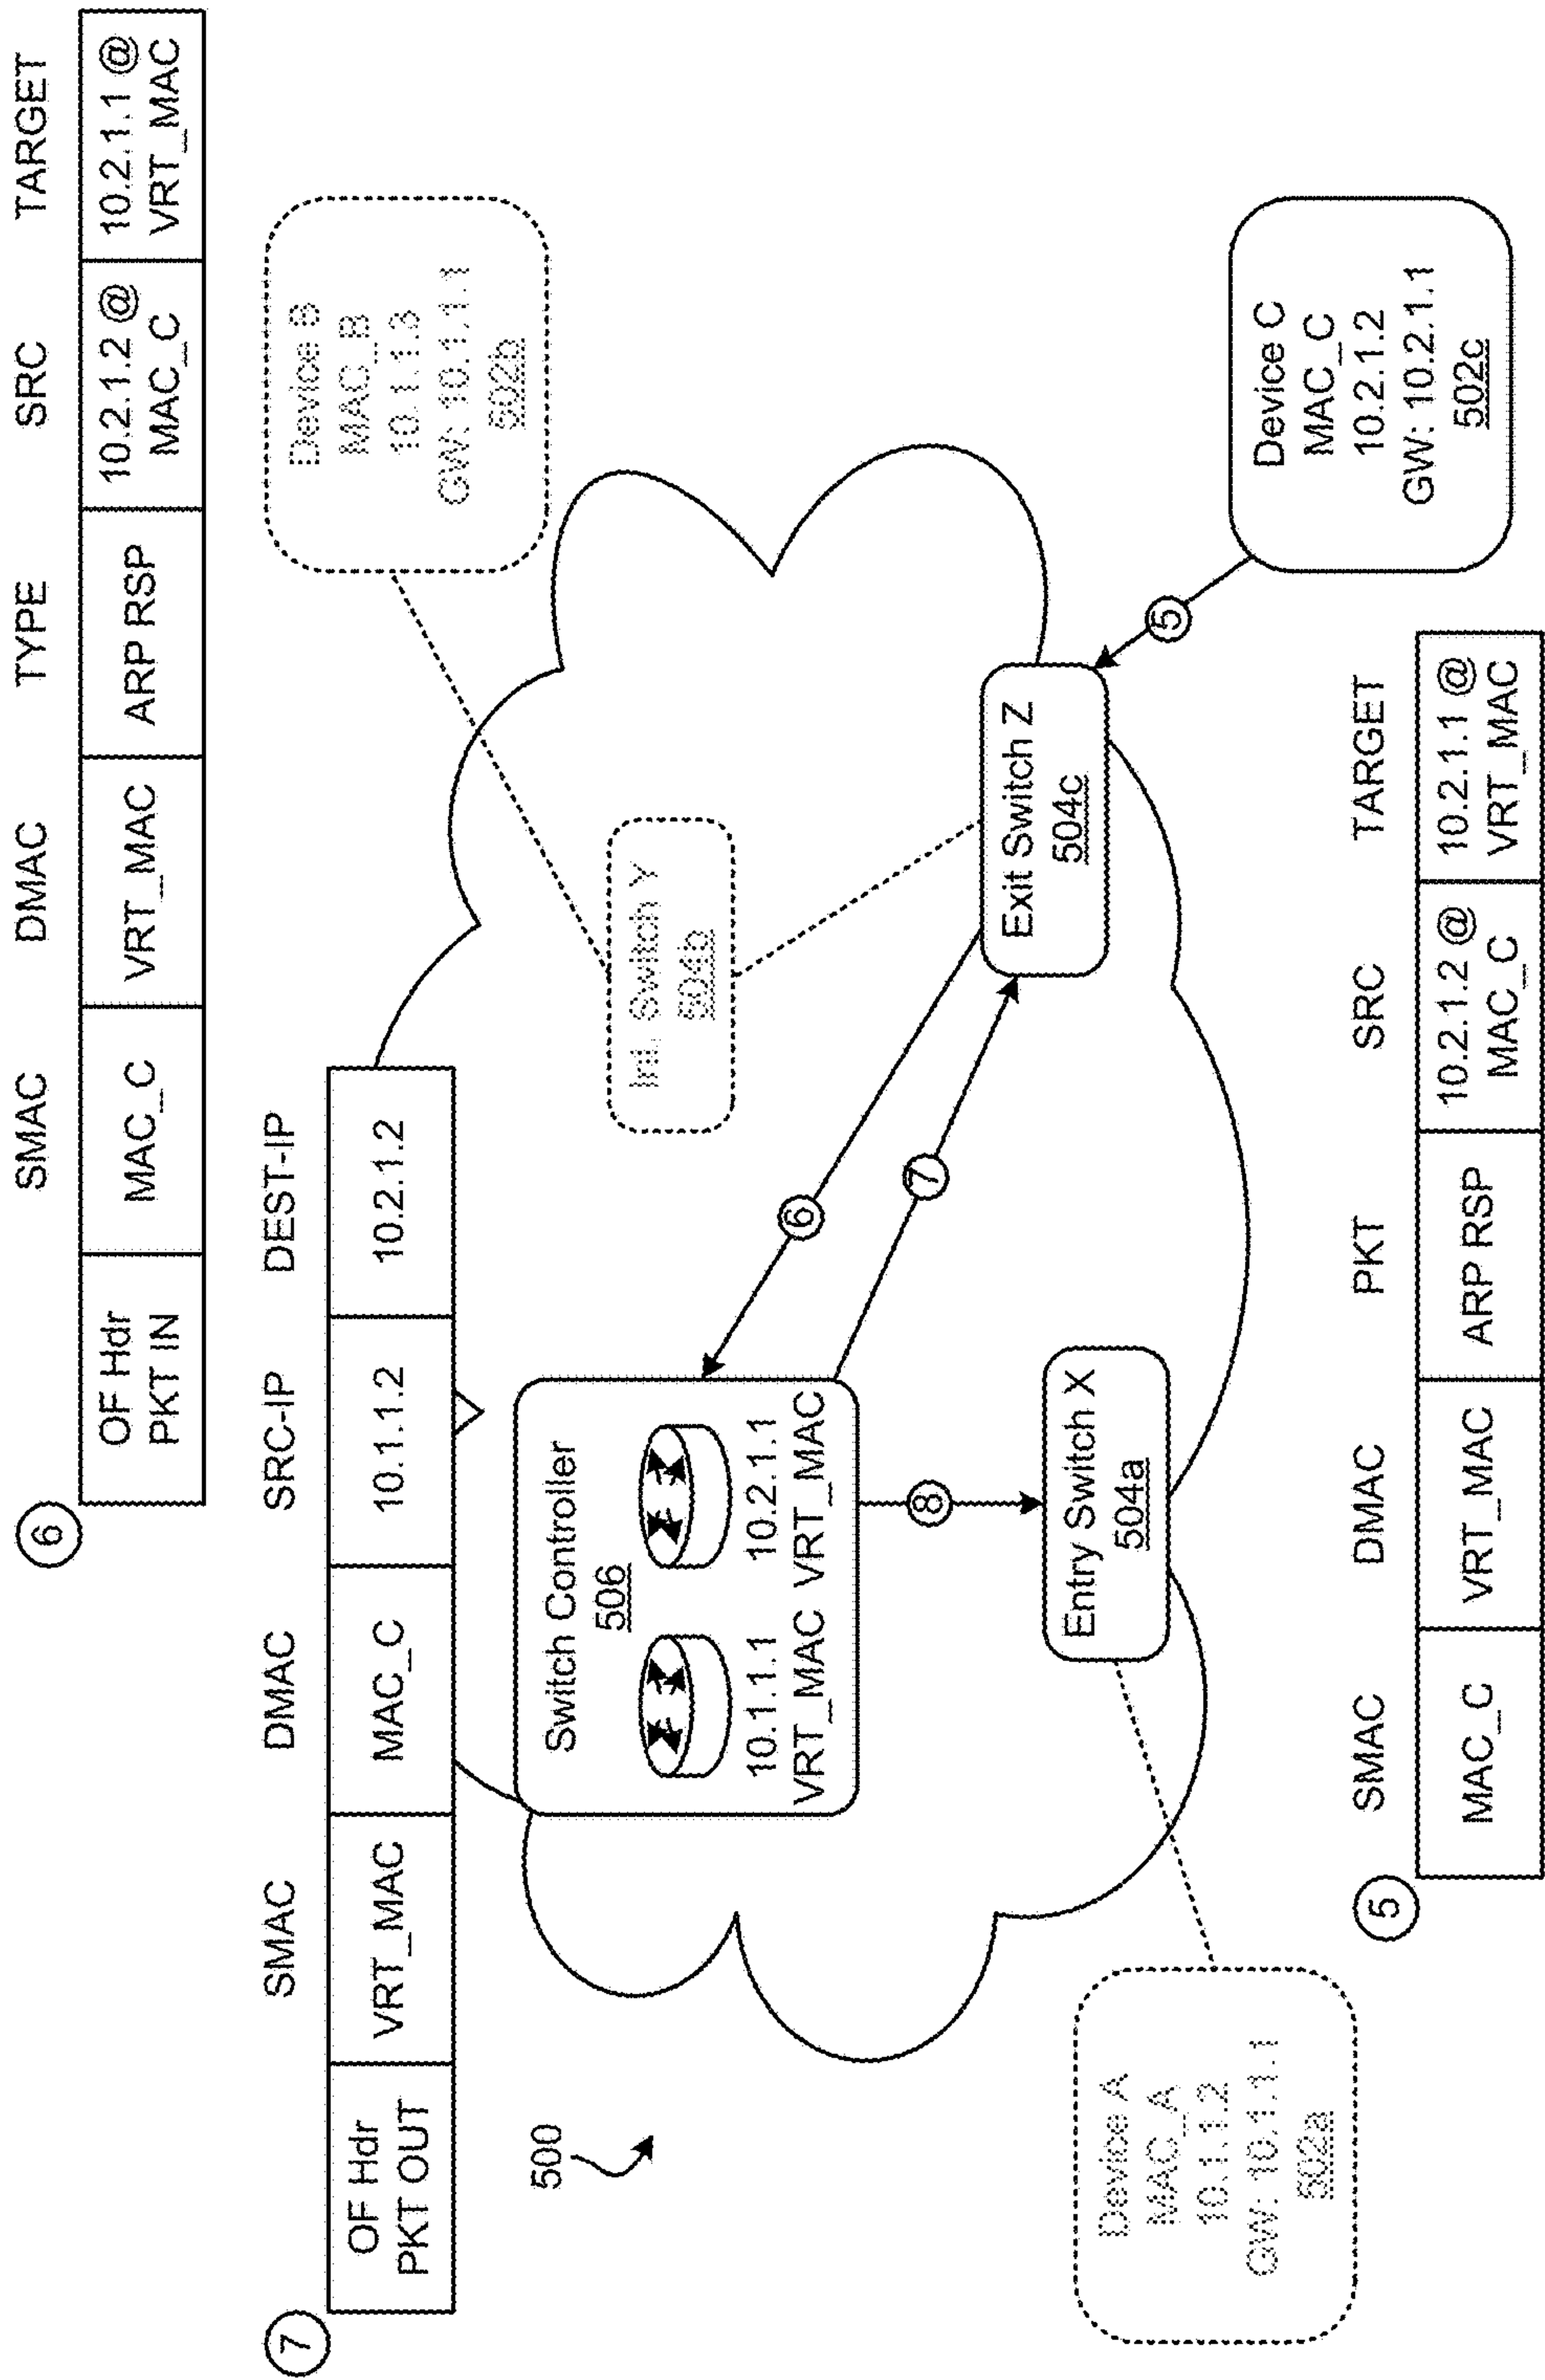 6
SMAC DMAC TYPE SRC TARGET
OF Hdr PKT IN MAC_C VRT_MAC ARP RSP 10.2.1.2 @ MAC_C 10.2.1.1 @ VRT_MAC
7
SMAC DMAC SRC-IP DEST-IP
OF Hdr PKT OUT VRT_MAC MAC_C 10.1.1.2 10.2.1.2
Device B
MAC_B
10.1.1.3
GW: 10.1.1.1
502b
500
Switch Controller
506
10.1.1.1 10.2.1.1
VRT_MAC VRT_MAC
Int. Switch Y
504b
6
7
8
5
Exit Switch Z
504c
Entry Switch X
504a
Device A
MAC_A
10.1.1.2
GW: 10.1.1.1
502a
Device C
MAC_C
10.2.1.2
GW: 10.2.1.1
502c
5
SMAC DMAC PKT SRC TARGET
MAC_C VRT_MAC ARP RSP 10.2.1.2 @ MAC_C 10.2.1.1 @ VRT_MAC